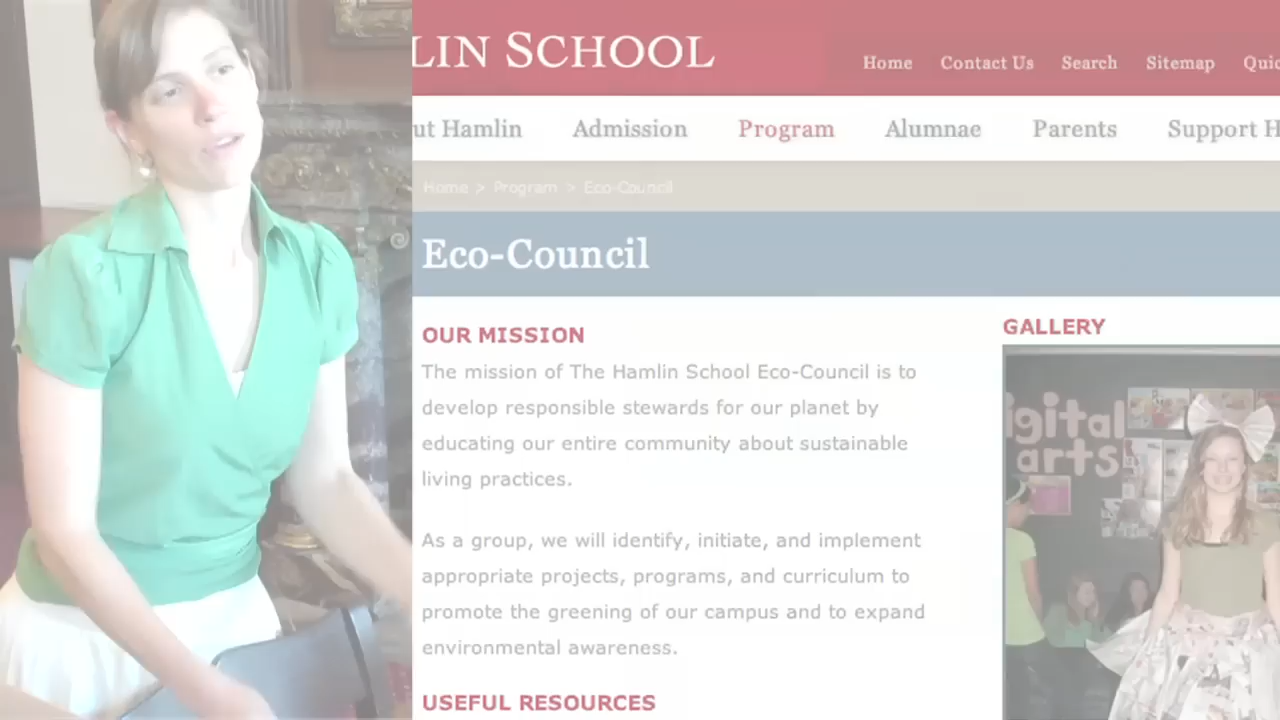 LIN SCHOOL
Home Contact Us Search Sitemap Quic
ut Hamlin Admission Program Alumnae Parents Support H
Home > Program > Eco-Council
Eco-Council
OUR MISSION
The mission of The Hamlin School Eco-Council is to
develop responsible stewards for our planet by
educating our entire community about sustainable
living practices.
As a group, we will identify, initiate, and implement
appropriate projects, programs, and curriculum to
promote the greening of our campus and to expand
environmental awareness.
USEFUL RESOURCES
GALLERY
igital
arts